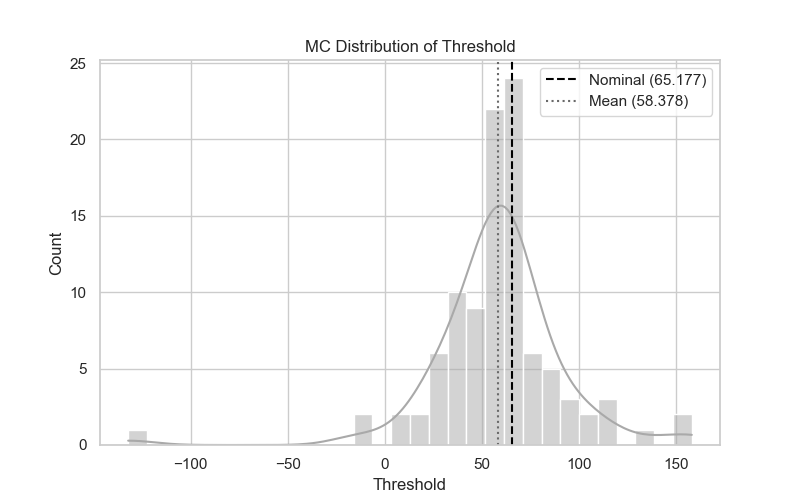 MC Distribution of Threshold
Nominal (65.177)
Mean (58.378)
Count
25
20
15
10
5
0
−100
−50
0
50
100
150
Threshold